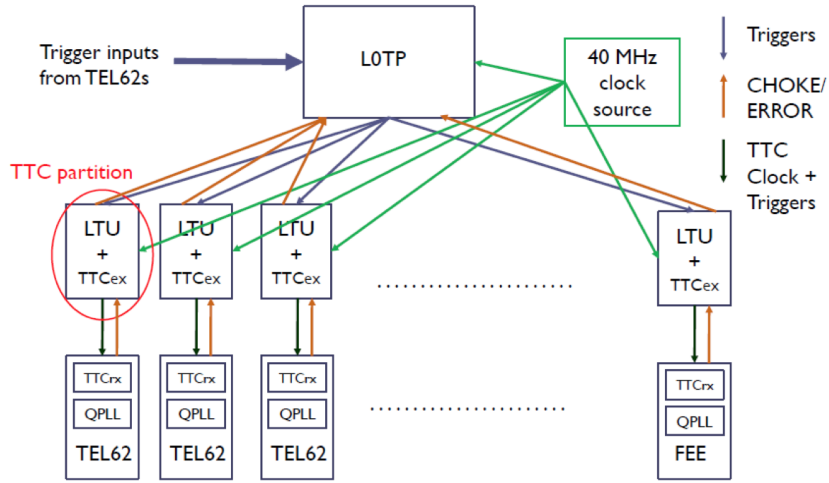 Trigger inputs
from TEL62s
L0TP
40 MHz
clock
source
Triggers
CHOKE/
ERROR
TTC
Clock +
Triggers
TTC partition
LTU
+
TTCex
LTU
+
TTCex
LTU
+
TTCex
LTU
+
TTCex
TTCrx
QPLL
TEL62
TTCrx
QPLL
TEL62
TTCrx
QPLL
TEL62
TTCrx
QPLL
FEE